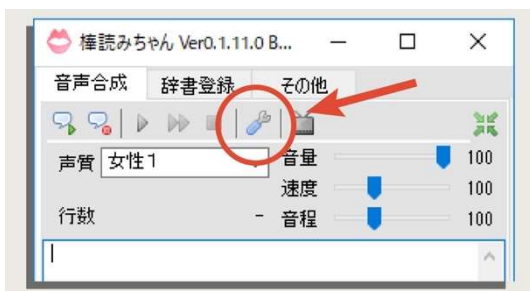 棒読みちゃん Ver0.1.11.0 B...
音声合成 辞書登録 その他
声質 女性1 音量 100
速度 100
行数 - 音程 100